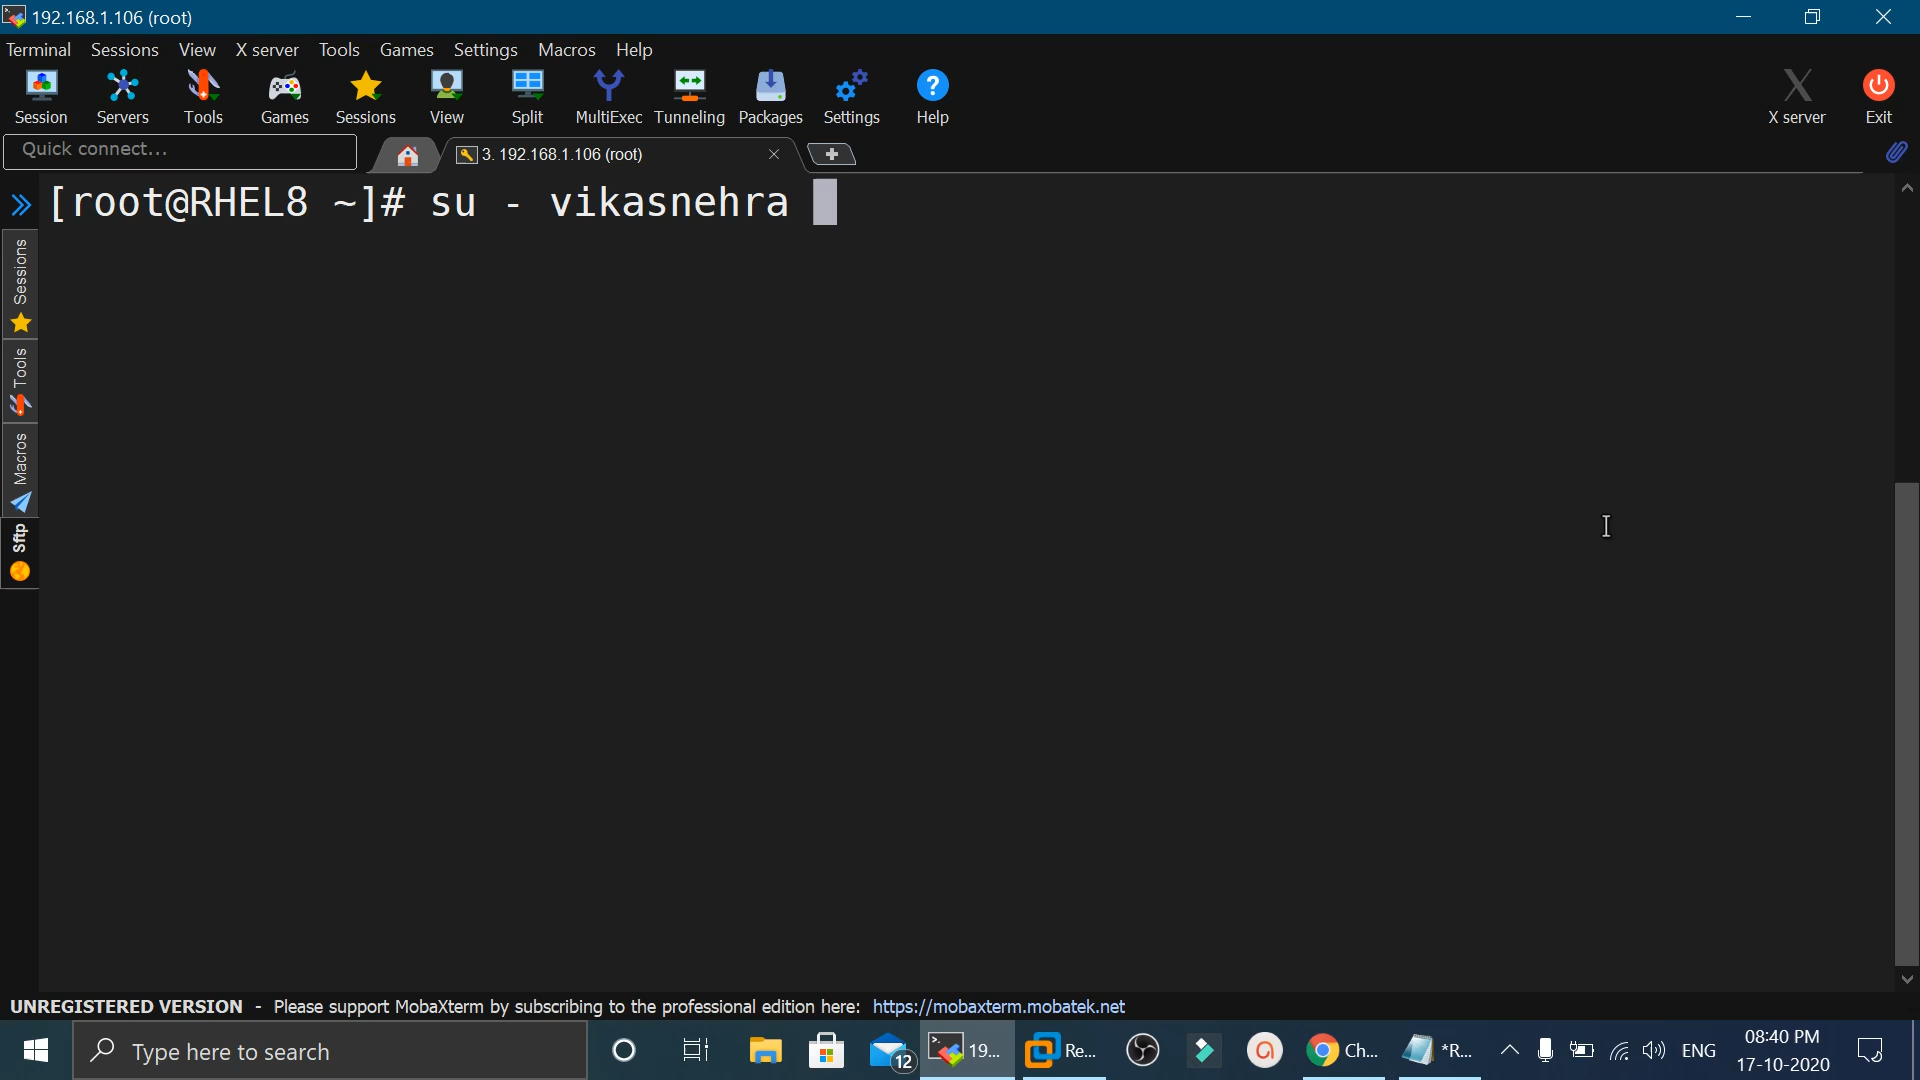 192.168.1.106 (root)
Terminal Sessions View X server Tools Games Settings Macros Help
Session Servers Tools Games Sessions View Split MultiExec Tunneling Packages Settings Help X server Exit
Quick connect... 3. 192.168.1.106 (root)
[root@RHEL8 ~]# su - vikasnehra
Sessions
Tools
Macros
Sftp
UNREGISTERED VERSION - Please support MobaXterm by subscribing to the professional edition here: https://mobaxterm.mobatek.net
Type here to search 12 19... Re... Ch... *R... ENG 08:40 PM
17-10-2020